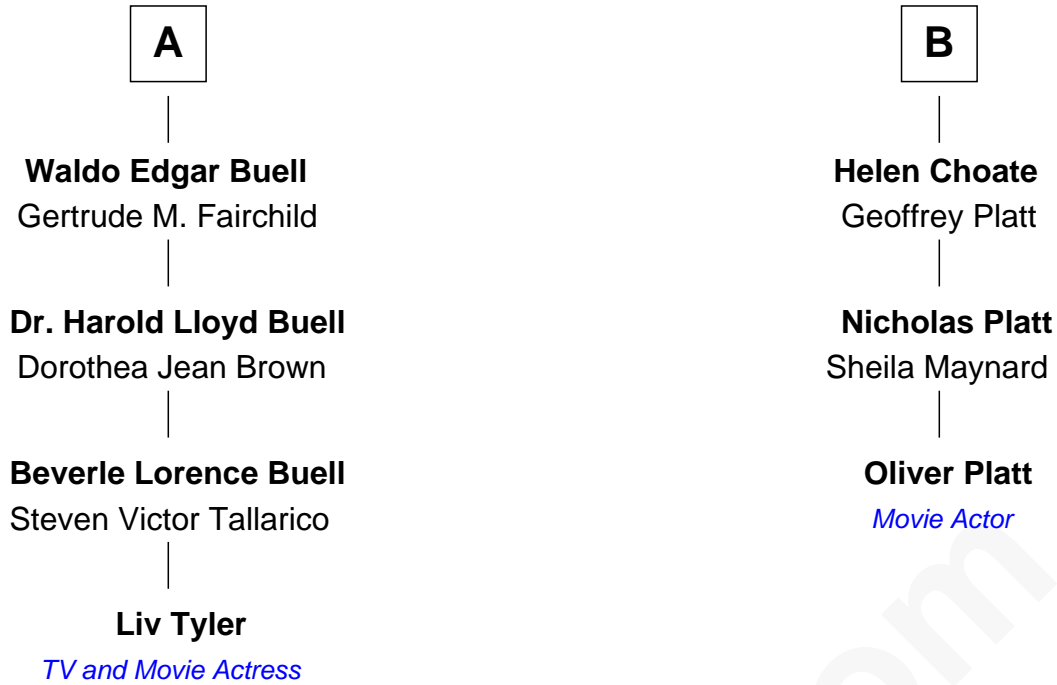 A
Waldo Edgar Buell
Gertrude M. Fairchild
Dr. Harold Lloyd Buell
Dorothea Jean Brown
Beverle Lorence Buell
Steven Victor Tallarico
Liv Tyler
TV and Movie Actress
B
Helen Choate
Geoffrey Platt
Nicholas Platt
Sheila Maynard
Oliver Platt
Movie Actor
om